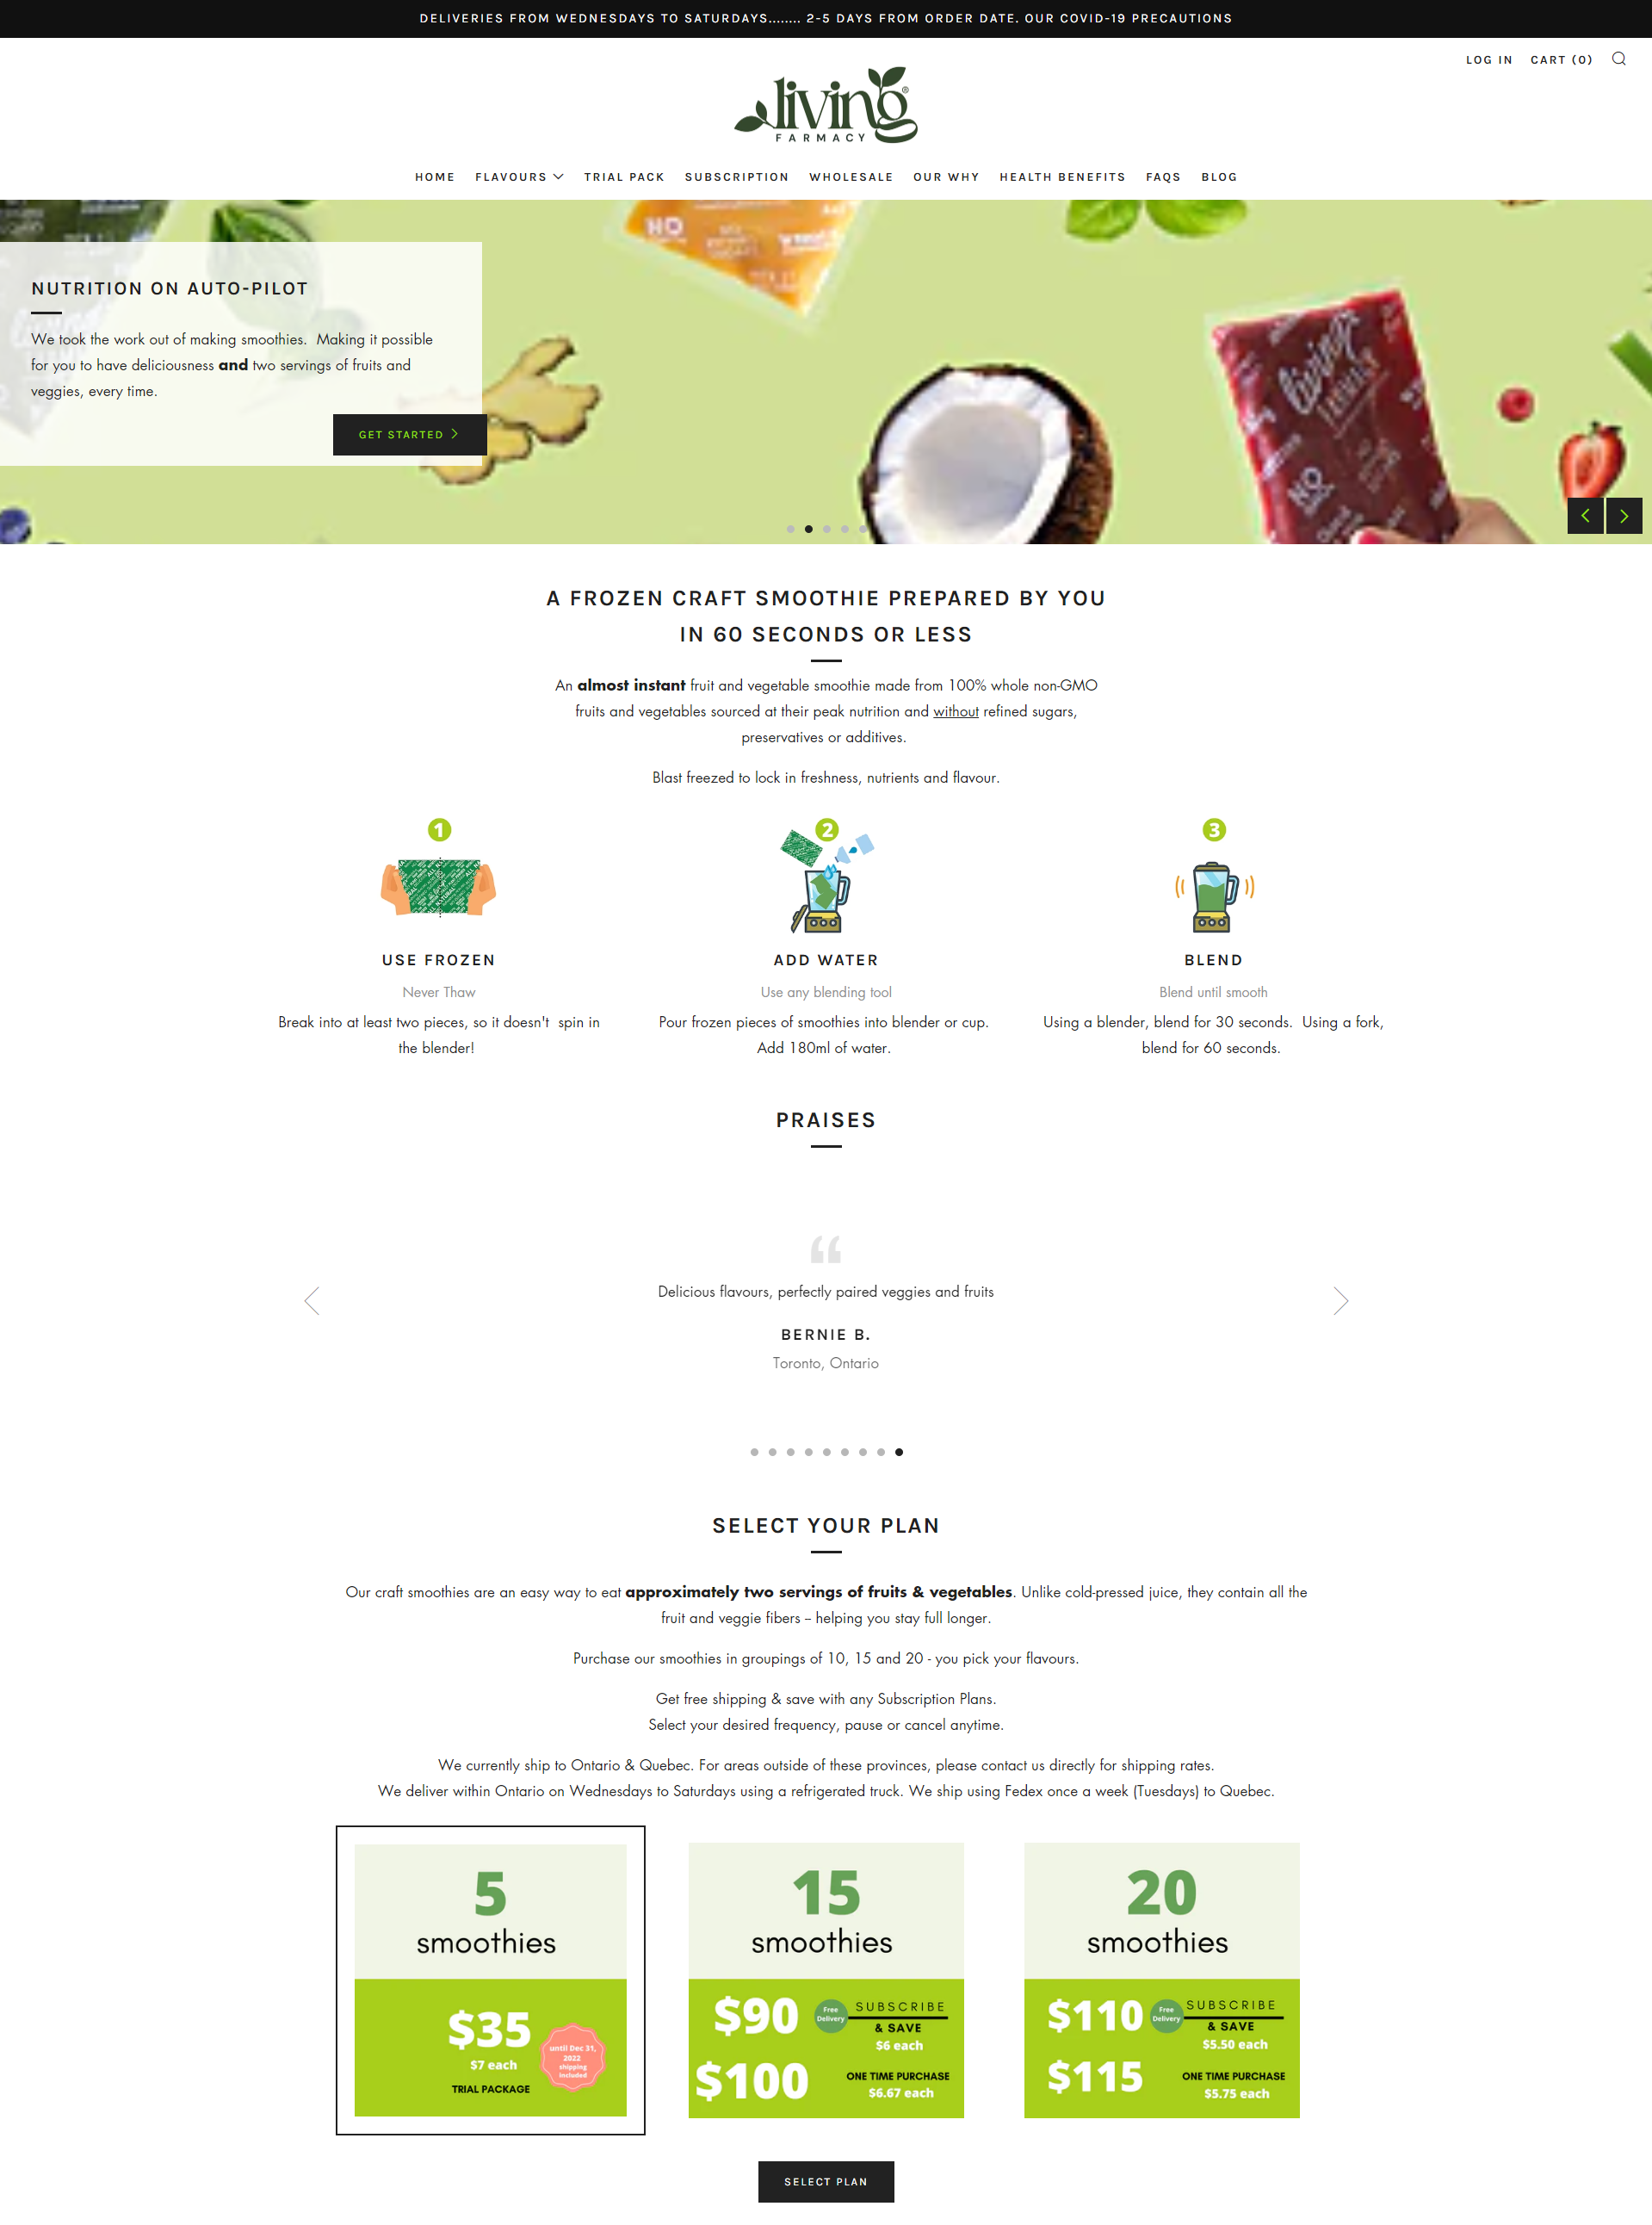 DELIVERIES FROM WEDNESDAYS TO SATURDAYS........ 2-5 DAYS FROM ORDER DATE. OUR COVID-19 PRECAUTIONS
LOG IN CART (0)
living®
FARMACY
HOME FLAVOURS TRIAL PACK SUBSCRIPTION WHOLESALE OUR WHY HEALTH BENEFITS FAQS BLOG
NO
living
NO
NUTRITION ON AUTO-PILOT
We took the work out of making smoothies. Making it possible
for you to have deliciousness and two servings of fruits and
veggies, every time.
GET STARTED
A FROZEN CRAFT SMOOTHIE PREPARED BY YOU
IN 60 SECONDS OR LESS
An almost instant fruit and vegetable smoothie made from 100% whole non-GMO
fruits and vegetables sourced at their peak nutrition and without refined sugars,
preservatives or additives.
Blast freezed to lock in freshness, nutrients and flavour.
1
2
3
USE FROZEN
Never Thaw
Break into at least two pieces, so it doesn't spin in
the blender!
ADD WATER
Use any blending tool
Pour frozen pieces of smoothies into blender or cup.
Add 180ml of water.
BLEND
Blend until smooth
Using a blender, blend for 30 seconds. Using a fork,
blend for 60 seconds.
PRAISES
“
Delicious flavours, perfectly paired veggies and fruits
BERNIE B.
Toronto, Ontario
SELECT YOUR PLAN
Our craft smoothies are an easy way to eat approximately two servings of fruits & vegetables. Unlike cold-pressed juice, they contain all the
fruit and veggie fibers – helping you stay full longer.
Purchase our smoothies in groupings of 10, 15 and 20 - you pick your flavours.
Get free shipping & save with any Subscription Plans.
Select your desired frequency, pause or cancel anytime.
We currently ship to Ontario & Quebec. For areas outside of these provinces, please contact us directly for shipping rates.
We deliver within Ontario on Wednesdays to Saturdays using a refrigerated truck. We ship using Fedex once a week (Tuesdays) to Quebec.
5
smoothies
$35
$7 each
TRIAL PACKAGE
until Dec 31,
2022
shipping
included
15
smoothies
$90
Free
Delivery
SUBSCRIBE
& SAVE
$6 each
$100
ONE TIME PURCHASE
$6.67 each
20
smoothies
$110
Free
Delivery
SUBSCRIBE
& SAVE
$5.50 each
$115
ONE TIME PURCHASE
$5.75 each
SELECT PLAN